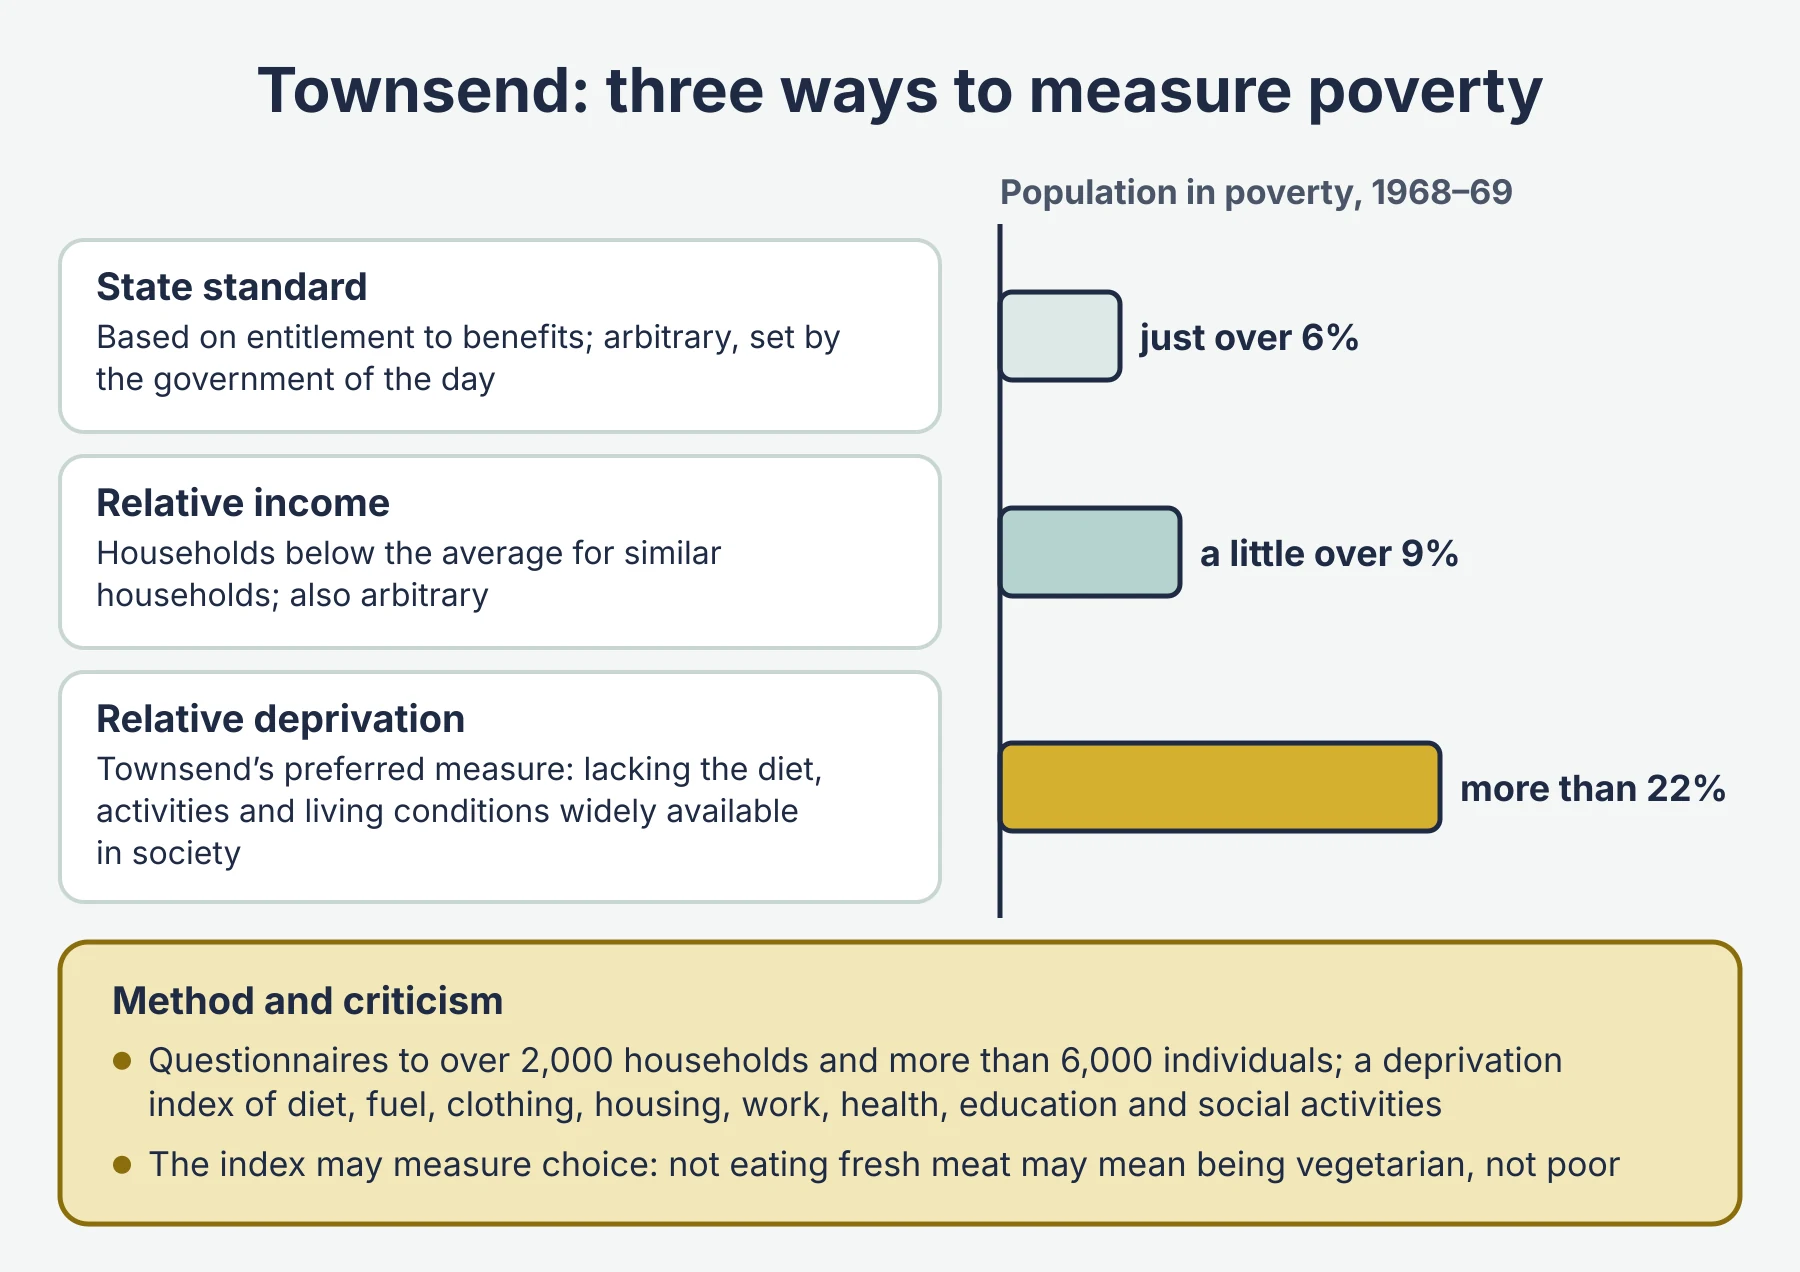 Townsend: three ways to measure poverty
Population in poverty, 1968–69
State standard
Based on entitlement to benefits; arbitrary, set by
the government of the day
just over 6%
Relative income
Households below the average for similar
households; also arbitrary
a little over 9%
Relative deprivation
Townsend’s preferred measure: lacking the diet,
activities and living conditions widely available
in society
more than 22%
Method and criticism
Questionnaires to over 2,000 households and more than 6,000 individuals; a deprivation
index of diet, fuel, clothing, housing, work, health, education and social activities
The index may measure choice: not eating fresh meat may mean being vegetarian, not poor